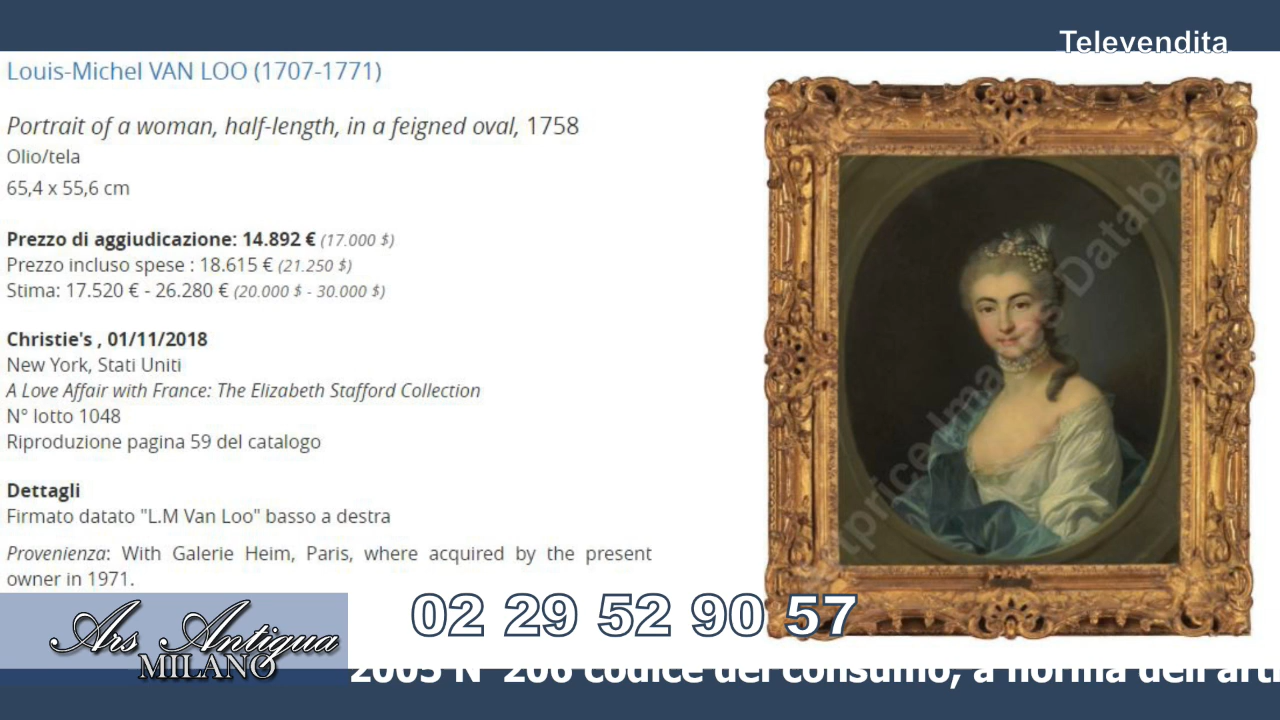 Televendita
Louis-Michel VAN LOO (1707-1771)
Portrait of a woman, half-length, in a feigned oval, 1758
Olio/tela
65,4 x 55,6 cm
Prezzo di aggiudicazione: 14.892 € (17.000 $)
Prezzo incluso spese : 18.615 € (21.250 $)
Stima: 17.520 € - 26.280 € (20.000 $ - 30.000 $)
Christie's , 01/11/2018
New York, Stati Uniti
A Love Affair with France: The Elizabeth Stafford Collection
N° lotto 1048
Riproduzione pagina 59 del catalogo
Dettagli
Firmato datato "L.M Van Loo" basso a destra
Provenienza: With Galerie Heim, Paris, where acquired by the present
owner in 1971.
02 29 52 90 57
Ars Antiqua
MILANO
2005 N° 206 codice del consumo, a norma dell'arti